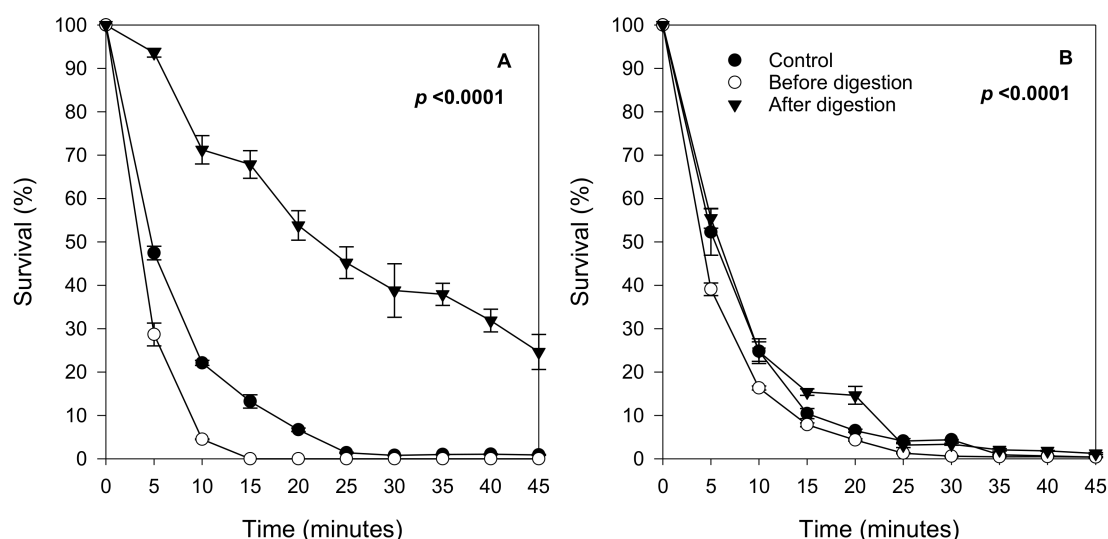 A
p <0.0001
100
90
80
70
60
50
40
30
20
10
0
Survival (%)
0 5 10 15 20 25 30 35 40 45
Time (minutes)
B
Control
Before digestion
After digestion
p <0.0001
100
90
80
70
60
50
40
30
20
10
0
Survival (%)
0 5 10 15 20 25 30 35 40 45
Time (minutes)